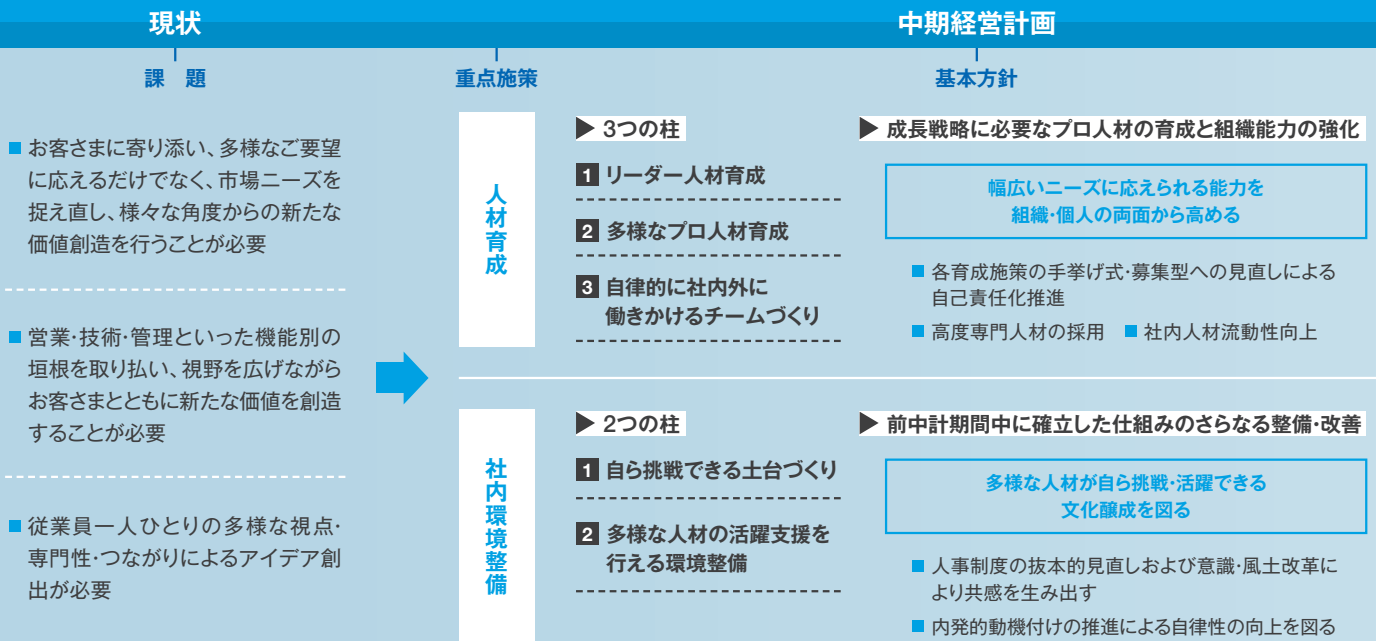 現状
中期経営計画
課　題
重点施策
基本方針
■ お客さまに寄り添い、多様なご要望
に応えるだけでなく、市場ニーズを
捉え直し、様々な角度からの新たな
価値創造を行うことが必要
■ 営業・技術・管理といった機能別の
垣根を取り払い、視野を広げながら
お客さまとともに新たな価値を創造
することが必要
■ 従業員一人ひとりの多様な視点・
専門性・つながりによるアイデア創
出が必要
人材育成
▶ 3つの柱
1 リーダー人材育成
2 多様なプロ人材育成
3 自律的に社内外に
働きかけるチームづくり
▶ 成長戦略に必要なプロ人材の育成と組織能力の強化
幅広いニーズに応えられる能力を
組織・個人の両面から高める
■ 各育成施策の手挙げ式・募集型への見直しによる
自己責任化推進
■ 高度専門人材の採用　■ 社内人材流動性向上
社内環境整備
▶ 2つの柱
1 自ら挑戦できる土台づくり
2 多様な人材の活躍支援を
行える環境整備
▶ 前中計期間中に確立した仕組みのさらなる整備・改善
多様な人材が自ら挑戦・活躍できる
文化醸成を図る
■ 人事制度の抜本的見直しおよび意識・風土改革に
より共感を生み出す
■ 内発的動機付けの推進による自律性の向上を図る